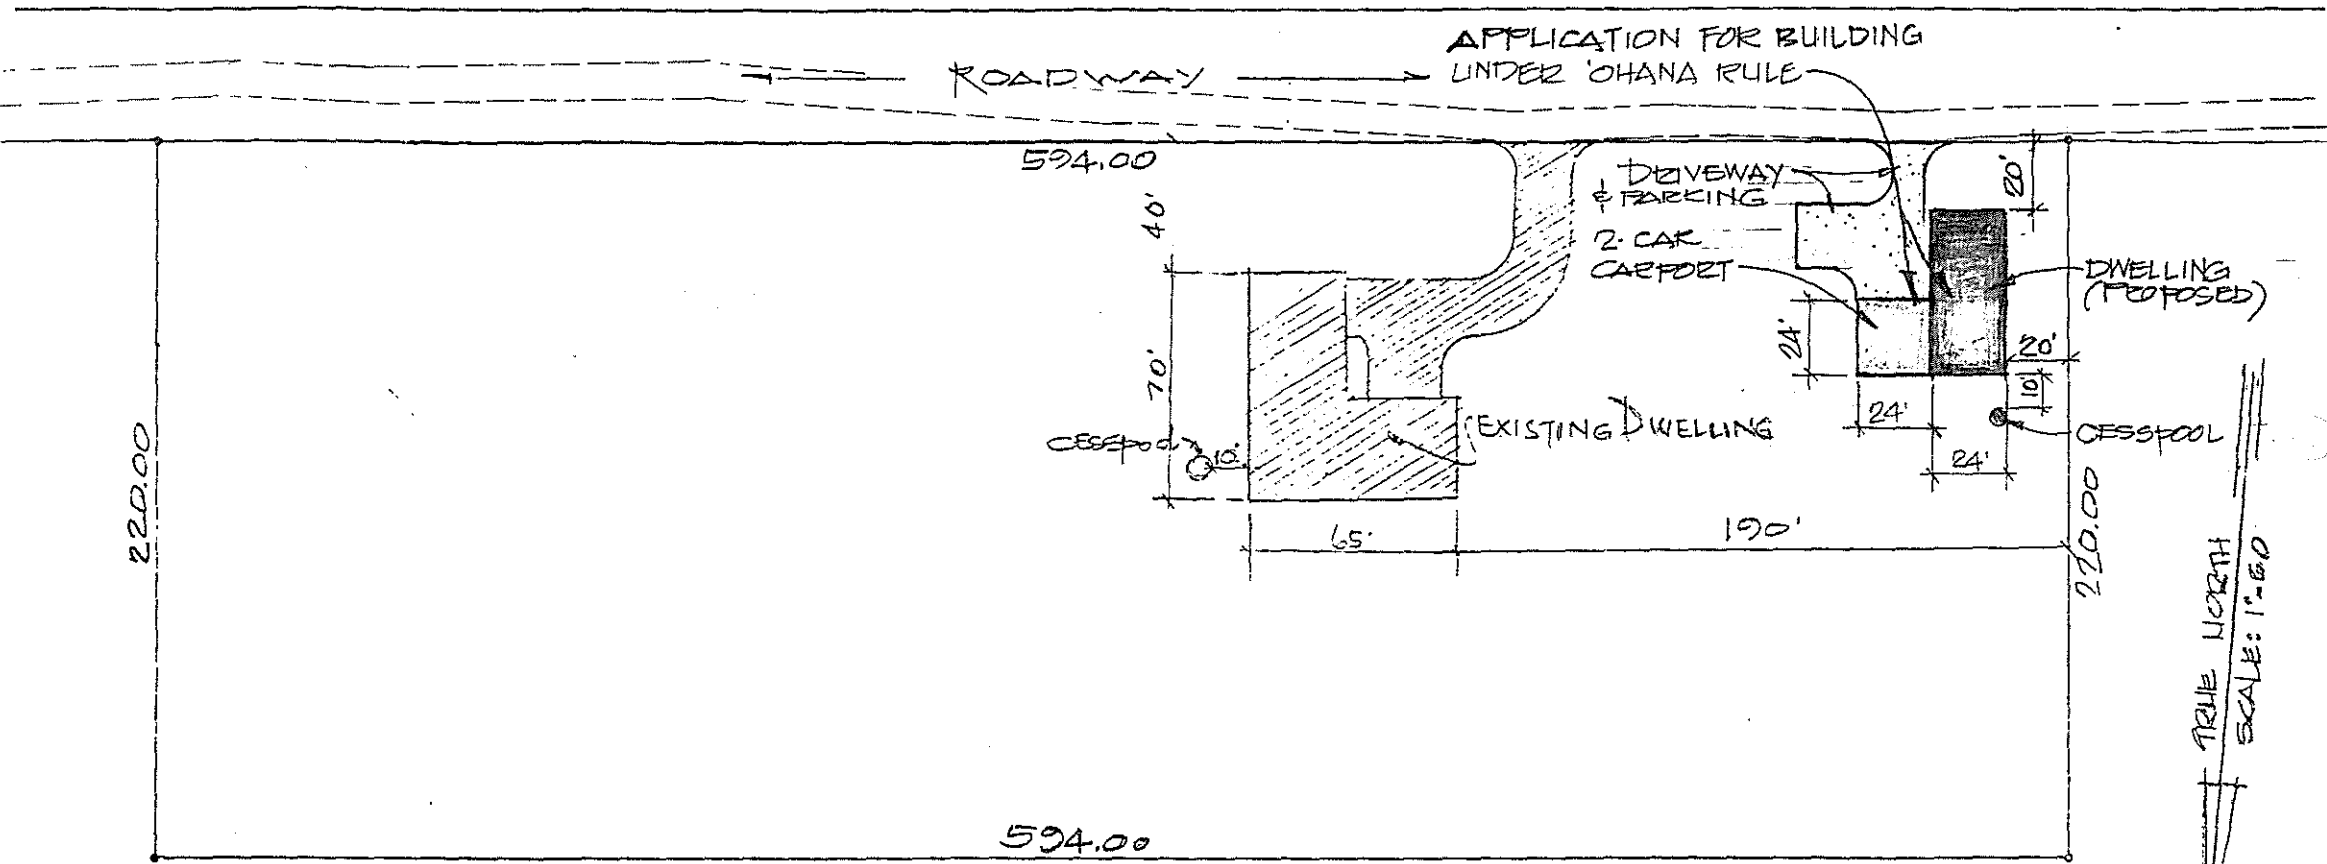 APPLICATION FOR BUILDING
UNDER 'OHANA RULE
ROADWAY
594.00
DRIVEWAY
& PARKING
2-CAR
CARPORT
20'
40'
70'
24'
DWELLING
(PROPOSED)
20'
10'
24'
24'
CESSPOOL
EXISTING DWELLING
CESSPOOL
10'
220.00
65'
190'
220.00
TRUE NORTH
SCALE: 1"=60
594.00